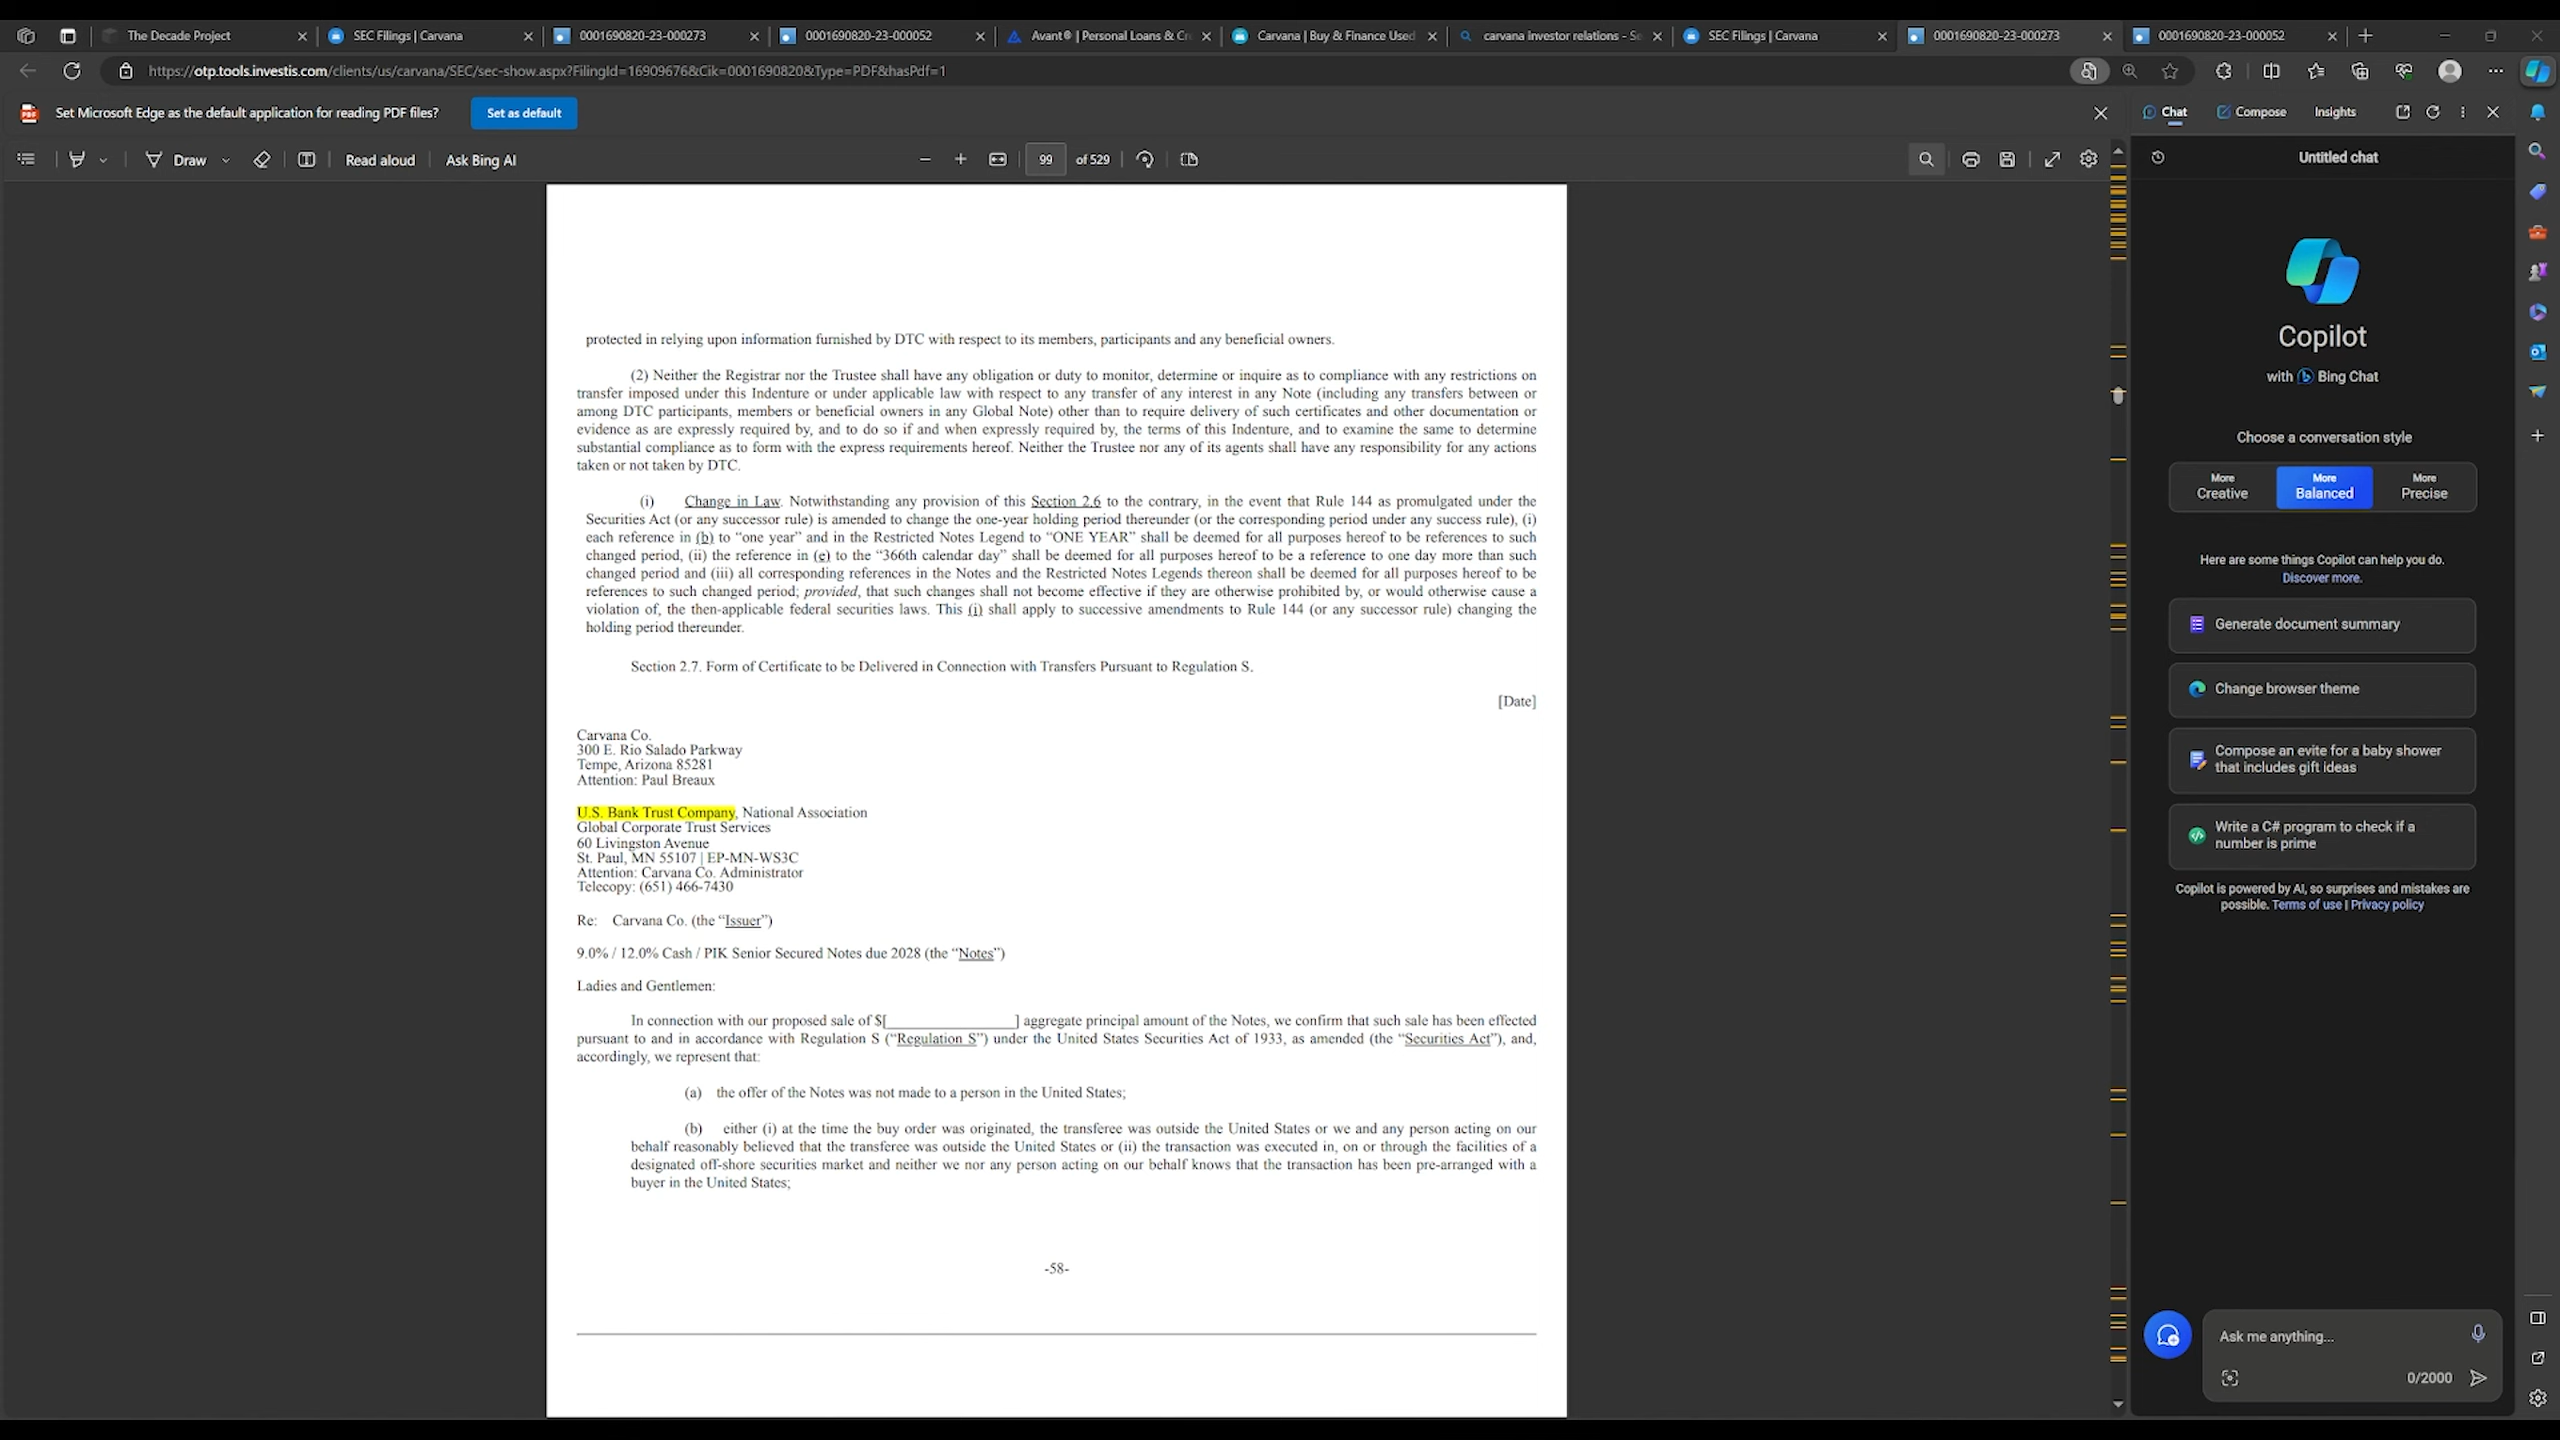 The Decade Project
SEC Filings | Carvana
0001690820-23-000273
0001690820-23-000052
Avant® | Personal Loans & Cr
Carvana | Buy & Finance Used
carvana investor relations - Se
SEC Filings | Carvana
0001690820-23-000273
0001690820-23-000052
https://otp.tools.investis.com/clients/us/carvana/SEC/sec-show.aspx?FilingId=16909676&Cik=0001690820&Type=PDF&hasPdf=1
Set Microsoft Edge as the default application for reading PDF files?
Set as default
Draw
Read aloud
Ask Bing AI
99
of 529
protected in relying upon information furnished by DTC with respect to its members, participants and any beneficial owners.
(2) Neither the Registrar nor the Trustee shall have any obligation or duty to monitor, determine or inquire as to compliance with any restrictions on
transfer imposed under this Indenture or under applicable law with respect to any transfer of any interest in any Note (including any transfers between or
among DTC participants, members or beneficial owners in any Global Note) other than to require delivery of such certificates and other documentation or
evidence as are expressly required by, and to do so if and when expressly required by, the terms of this Indenture, and to examine the same to determine
substantial compliance as to form with the express requirements hereof. Neither the Trustee nor any of its agents shall have any responsibility for any actions
taken or not taken by DTC.
(i) Change in Law. Notwithstanding any provision of this Section 2.6 to the contrary, in the event that Rule 144 as promulgated under the
Securities Act (or any successor rule) is amended to change the one-year holding period thereunder (or the corresponding period under any success rule), (i)
each reference in (b) to “one year” and in the Restricted Notes Legend to “ONE YEAR” shall be deemed for all purposes hereof to be references to such
changed period, (ii) the reference in (e) to the “366th calendar day” shall be deemed for all purposes hereof to be a reference to one day more than such
changed period and (iii) all corresponding references in the Notes and the Restricted Notes Legends thereon shall be deemed for all purposes hereof to be
references to such changed period; provided, that such changes shall not become effective if they are otherwise prohibited by, or would otherwise cause a
violation of, the then-applicable federal securities laws. This (i) shall apply to successive amendments to Rule 144 (or any successor rule) changing the
holding period thereunder.
Section 2.7. Form of Certificate to be Delivered in Connection with Transfers Pursuant to Regulation S.
[Date]
Carvana Co.
300 E. Rio Salado Parkway
Tempe, Arizona 85281
Attention: Paul Breaux
U.S. Bank Trust Company, National Association
Global Corporate Trust Services
60 Livingston Avenue
St. Paul, MN 55107 | EP-MN-WS3C
Attention: Carvana Co. Administrator
Telecopy: (651) 466-7430
Re: Carvana Co. (the “Issuer”)
9.0% / 12.0% Cash / PIK Senior Secured Notes due 2028 (the “Notes”)
Ladies and Gentlemen:
In connection with our proposed sale of $[________________] aggregate principal amount of the Notes, we confirm that such sale has been effected
pursuant to and in accordance with Regulation S (“Regulation S”) under the United States Securities Act of 1933, as amended (the “Securities Act”), and,
accordingly, we represent that:
(a) the offer of the Notes was not made to a person in the United States;
(b) either (i) at the time the buy order was originated, the transferee was outside the United States or we and any person acting on our
behalf reasonably believed that the transferee was outside the United States or (ii) the transaction was executed in, on or through the facilities of a
designated off-shore securities market and neither we nor any person acting on our behalf knows that the transaction has been pre-arranged with a
buyer in the United States;
-58-
Chat
Compose
Insights
Untitled chat
Copilot
with Bing Chat
Choose a conversation style
More Creative
More Balanced
More Precise
Here are some things Copilot can help you do.
Discover more.
Generate document summary
Change browser theme
Compose an evite for a baby shower
that includes gift ideas
Write a C# program to check if a
number is prime
Copilot is powered by AI, so surprises and mistakes are
possible. Terms of use | Privacy policy
Ask me anything...
0/2000